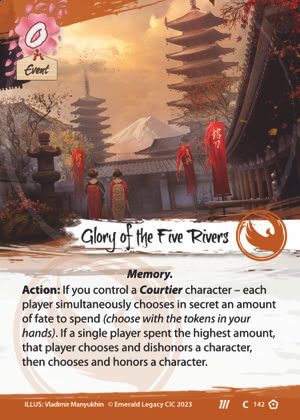 0
Event
Glory of the Five Rivers
Memory.
Action: If you control a Courtier character – each
player simultaneously chooses in secret an amount
of fate to spend (choose with the tokens in your
hands). If a single player spent the highest amount,
that player chooses and dishonors a character,
then chooses and honors a character.
ILLUS: Vladimir Manyukhin © Emerald Legacy CIC 2023
C 142